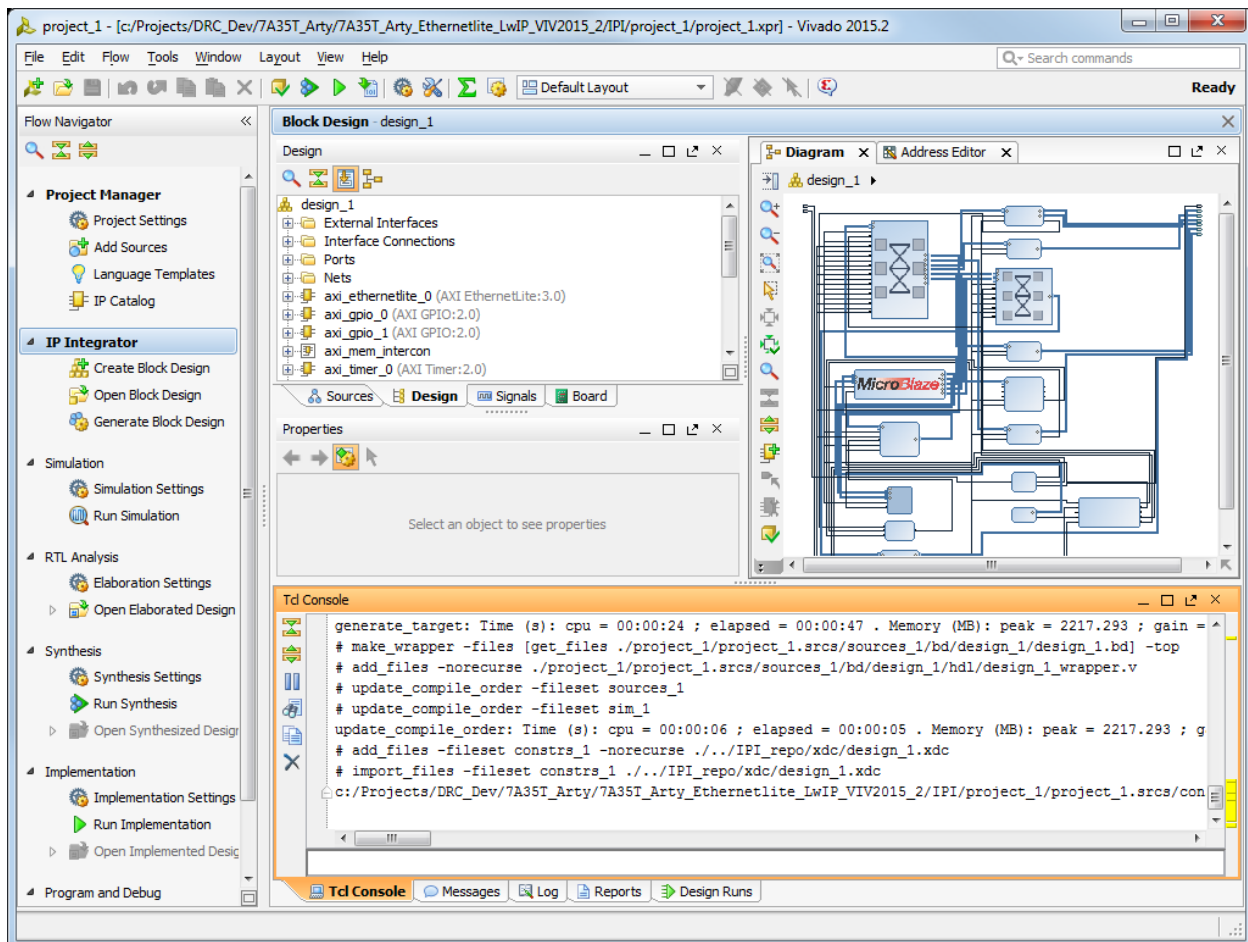 project_1 - [c:/Projects/DRC_Dev/7A35T_Arty/7A35T_Arty_Ethernetlite_LwIP_VIV2015_2/IPI/project_1/project_1.xpr] - Vivado 2015.2
File Edit Flow Tools Window Layout View Help
Search commands
Default Layout
Ready
Flow Navigator
Project Manager
Project Settings
Add Sources
Language Templates
IP Catalog
IP Integrator
Create Block Design
Open Block Design
Generate Block Design
Simulation
Simulation Settings
Run Simulation
RTL Analysis
Elaboration Settings
Open Elaborated Design
Synthesis
Synthesis Settings
Run Synthesis
Open Synthesized Desigr
Implementation
Implementation Settings
Run Implementation
Open Implemented Desig
Program and Debug
Block Design - design_1
Design
design_1
External Interfaces
Interface Connections
Ports
Nets
axi_ethernetlite_0 (AXI EthernetLite:3.0)
axi_gpio_0 (AXI GPIO:2.0)
axi_gpio_1 (AXI GPIO:2.0)
axi_mem_intercon
axi_timer_0 (AXI Timer:2.0)
Sources Design Signals Board
Properties
Select an object to see properties
Diagram Address Editor
design_1
MicroBlaze
Tcl Console
generate_target: Time (s): cpu = 00:00:24 ; elapsed = 00:00:47 . Memory (MB): peak = 2217.293 ; gain =
# make_wrapper -files [get_files ./project_1/project_1.srcs/sources_1/bd/design_1/design_1.bd] -top
# add_files -norecurse ./project_1/project_1.srcs/sources_1/bd/design_1/hdl/design_1_wrapper.v
# update_compile_order -fileset sources_1
# update_compile_order -fileset sim_1
update_compile_order: Time (s): cpu = 00:00:06 ; elapsed = 00:00:05 . Memory (MB): peak = 2217.293 ; g
# add_files -fileset constrs_1 -norecurse ./../IPI_repo/xdc/design_1.xdc
# import_files -fileset constrs_1 ./../IPI_repo/xdc/design_1.xdc
c:/Projects/DRC_Dev/7A35T_Arty/7A35T_Arty_Ethernetlite_LwIP_VIV2015_2/IPI/project_1/project_1.srcs/con
Tcl Console Messages Log Reports Design Runs